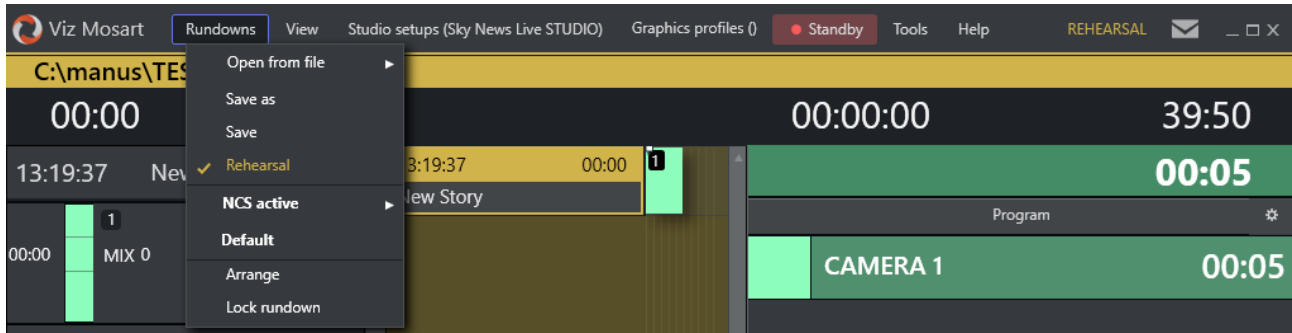 Viz Mosart Rundowns View Studio setups (Sky News Live STUDIO) Graphics profiles () Standby Tools Help REHEARSAL
C:\manus\TES
Open from file
Save as
Save
Rehearsal
NCS active
Default
Arrange
Lock rundown
00:00 00:00:00 39:50
13:19:37 Nev
3:19:37 00:00 1
New Story
00:05
Program
1
00:00 MIX 0
CAMERA 1 00:05